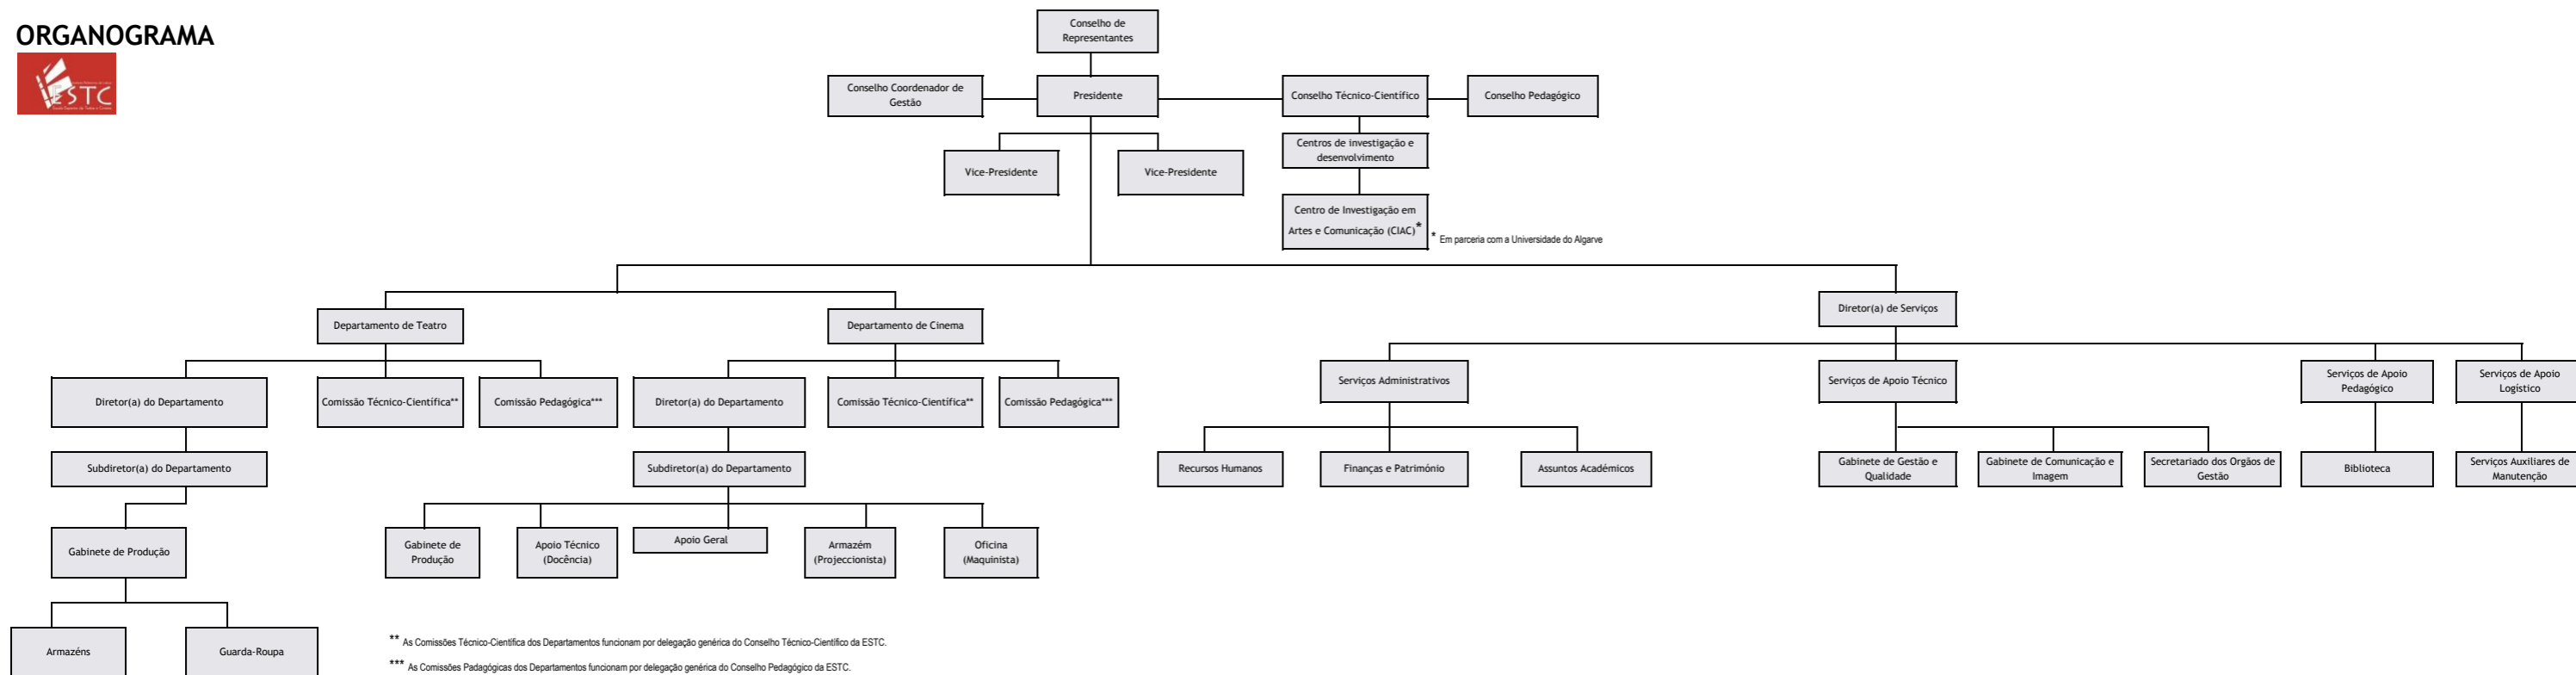 ORGANOGRAMA
ESTC
Conselho de
Representantes
Conselho Coordenador de
Gestão
Presidente
Conselho Técnico-Científico
Conselho Pedagógico
Vice-Presidente
Vice-Presidente
Centros de investigação e
desenvolvimento
Centro de Investigação em
Artes e Comunicação (CIAC)*
* Em parceria com a Universidade do Algarve
Departamento de Teatro
Departamento de Cinema
Diretor(a) de Serviços
Diretor(a) do Departamento
Comissão Técnico-Científica**
Comissão Pedagógica***
Diretor(a) do Departamento
Comissão Técnico-Científica**
Comissão Pedagógica***
Serviços Administrativos
Serviços de Apoio Técnico
Serviços de Apoio
Pedagógico
Serviços de Apoio
Logístico
Subdiretor(a) do Departamento
Subdiretor(a) do Departamento
Recursos Humanos
Finanças e Património
Assuntos Académicos
Gabinete de Gestão e
Qualidade
Gabinete de Comunicação e
Imagem
Secretariado dos Orgãos de
Gestão
Biblioteca
Serviços Auxiliares de
Manutenção
Gabinete de Produção
Gabinete de
Produção
Apoio Técnico
(Docência)
Apoio Geral
Armazém
(Projeccionista)
Oficina
(Maquinista)
Armazéns
Guarda-Roupa
** As Comissões Técnico-Científica dos Departamentos funcionam por delegação genérica do Conselho Técnico-Científico da ESTC.
*** As Comissões Padagógicas dos Departamentos funcionam por delegação genérica do Conselho Pedagógico da ESTC.